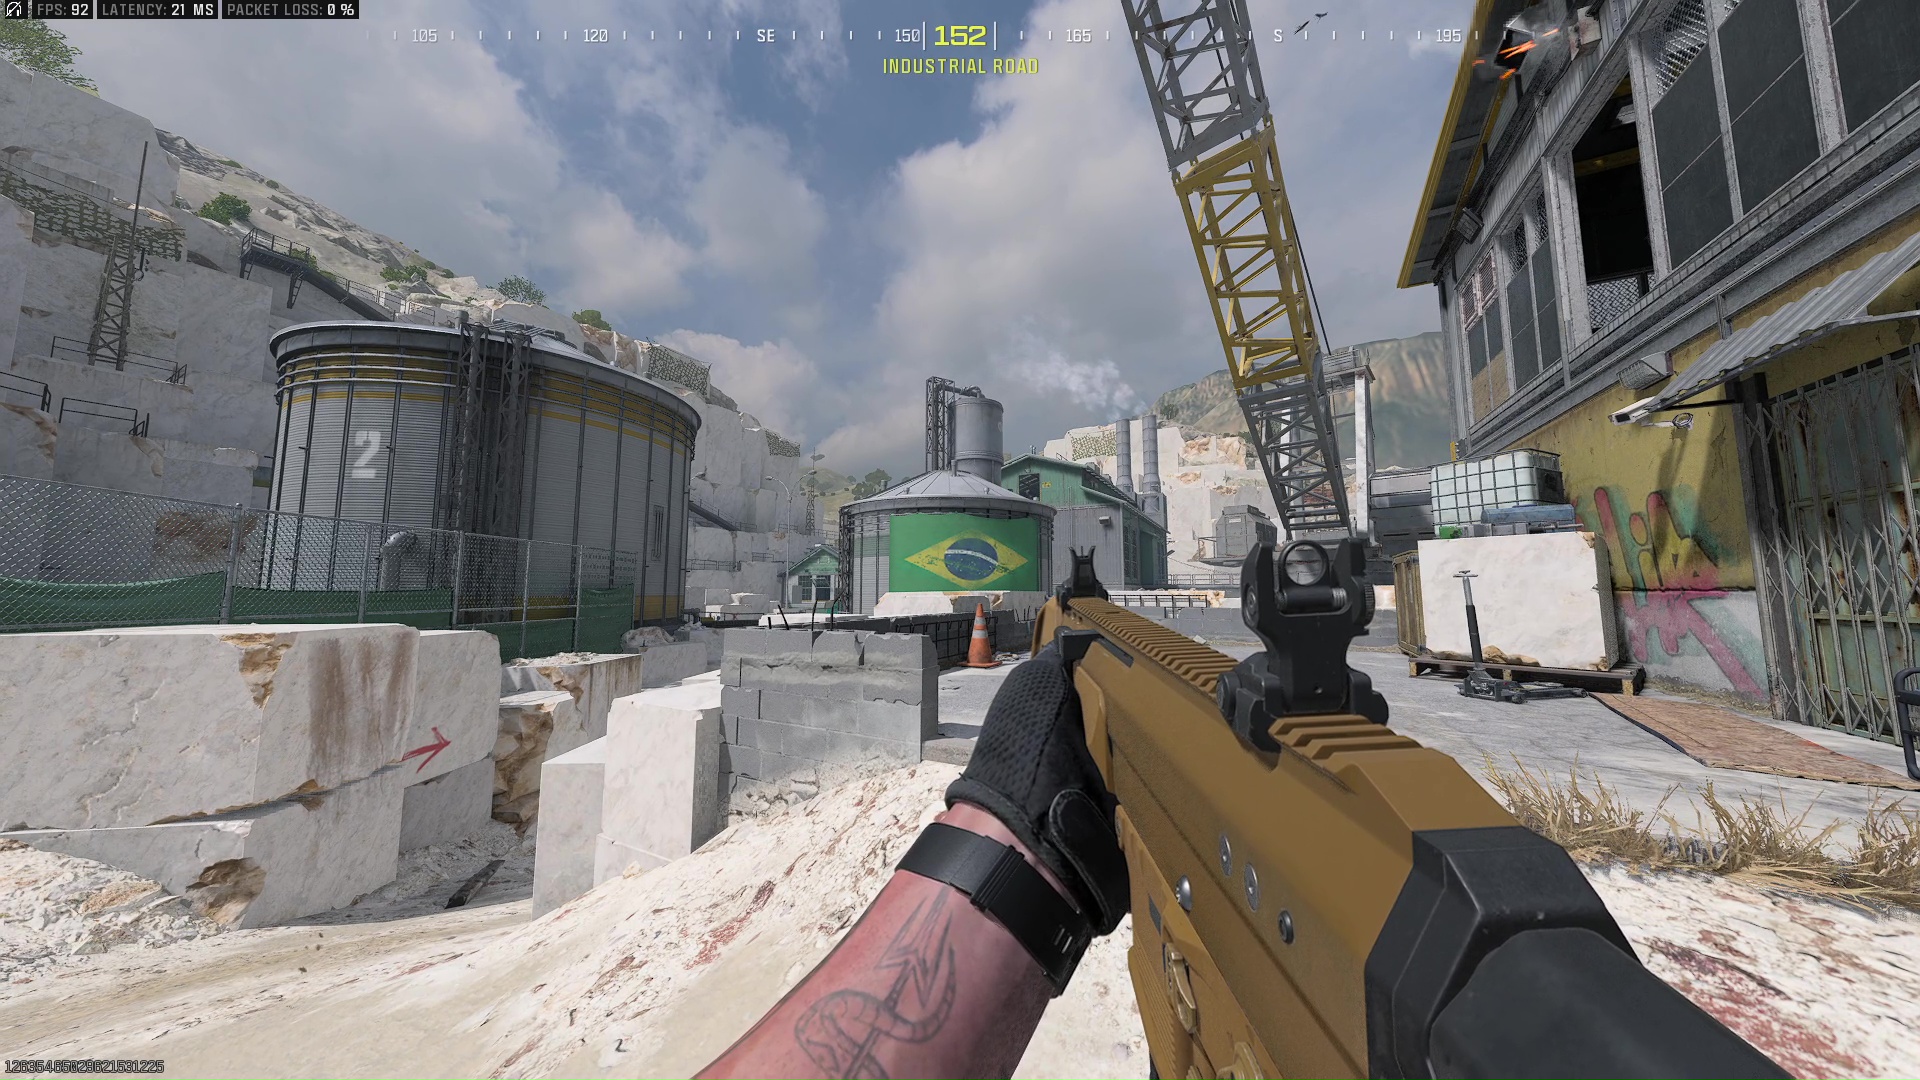 FPS: 92 LATENCY: 21 MS PACKET LOSS: 0 %
105 120 SE 150 152 165 S 195
INDUSTRIAL ROAD
2
12635465829621531225